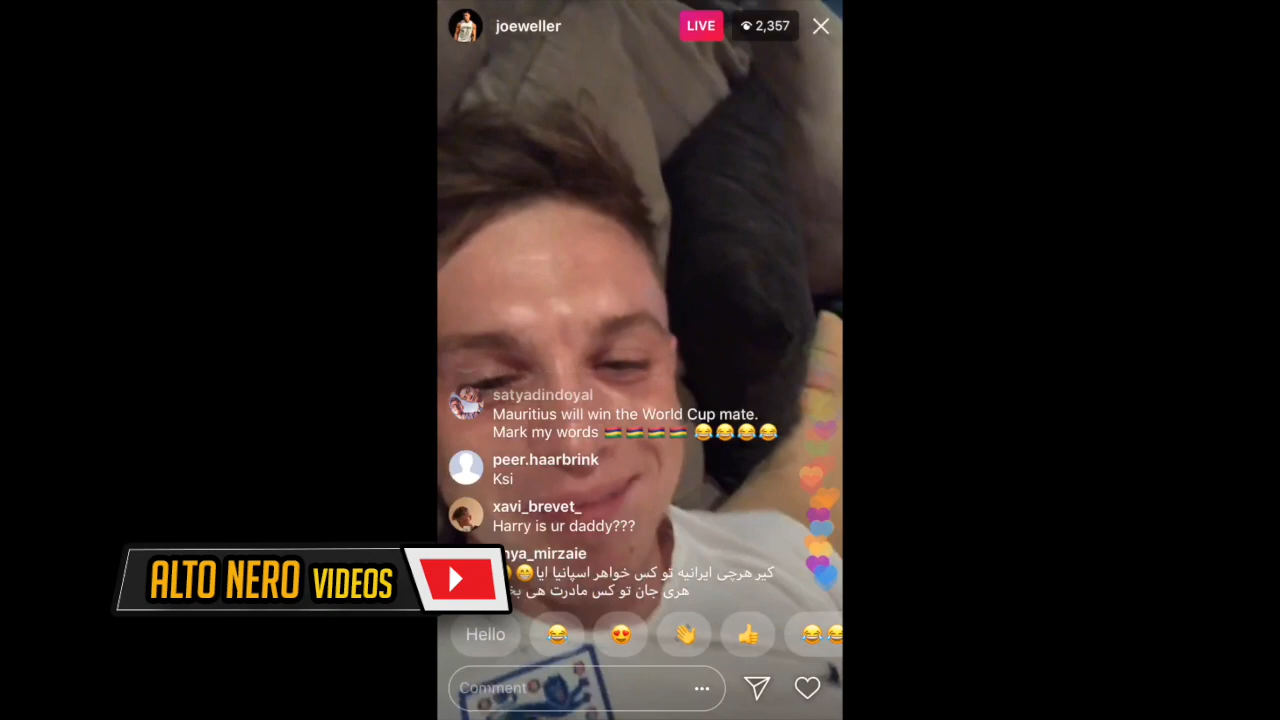 joeweller
LIVE
2,357
satyadindoyal
Mauritius will win the World Cup mate.
Mark my words 🇲🇺🇲🇺🇲🇺🇲🇺 😂😂😂😂
peer.haarbrink
Ksi
xavi_brevet_
Harry is ur daddy???
nya_mirzaie
کیر هرچی ایرانیه تو کس خواهر اسپانیا ایا😁
هری جان تو کس مادرت هی
ALTO NERO VIDEOS
Hello
Comment